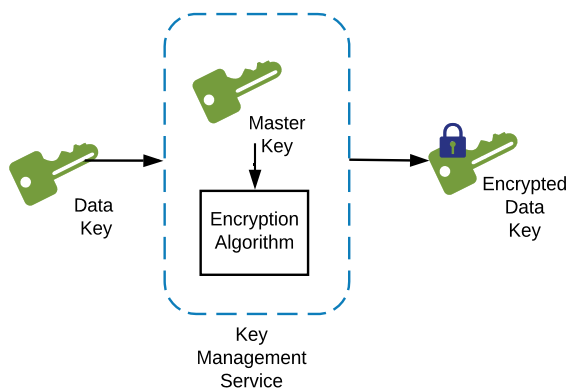 Data
Key
Master
Key
Encryption
Algorithm
Encrypted
Data
Key
Key
Management
Service